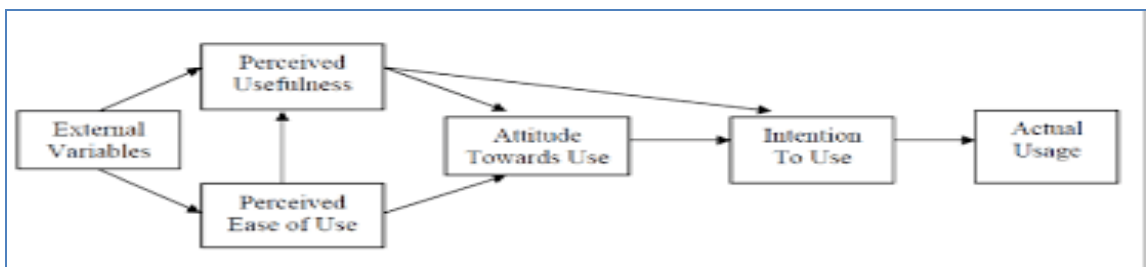 Perceived
Usefulness
External
Variables
Attitude
Towards Use
Intention
To Use
Actual
Usage
Perceived
Ease of Use